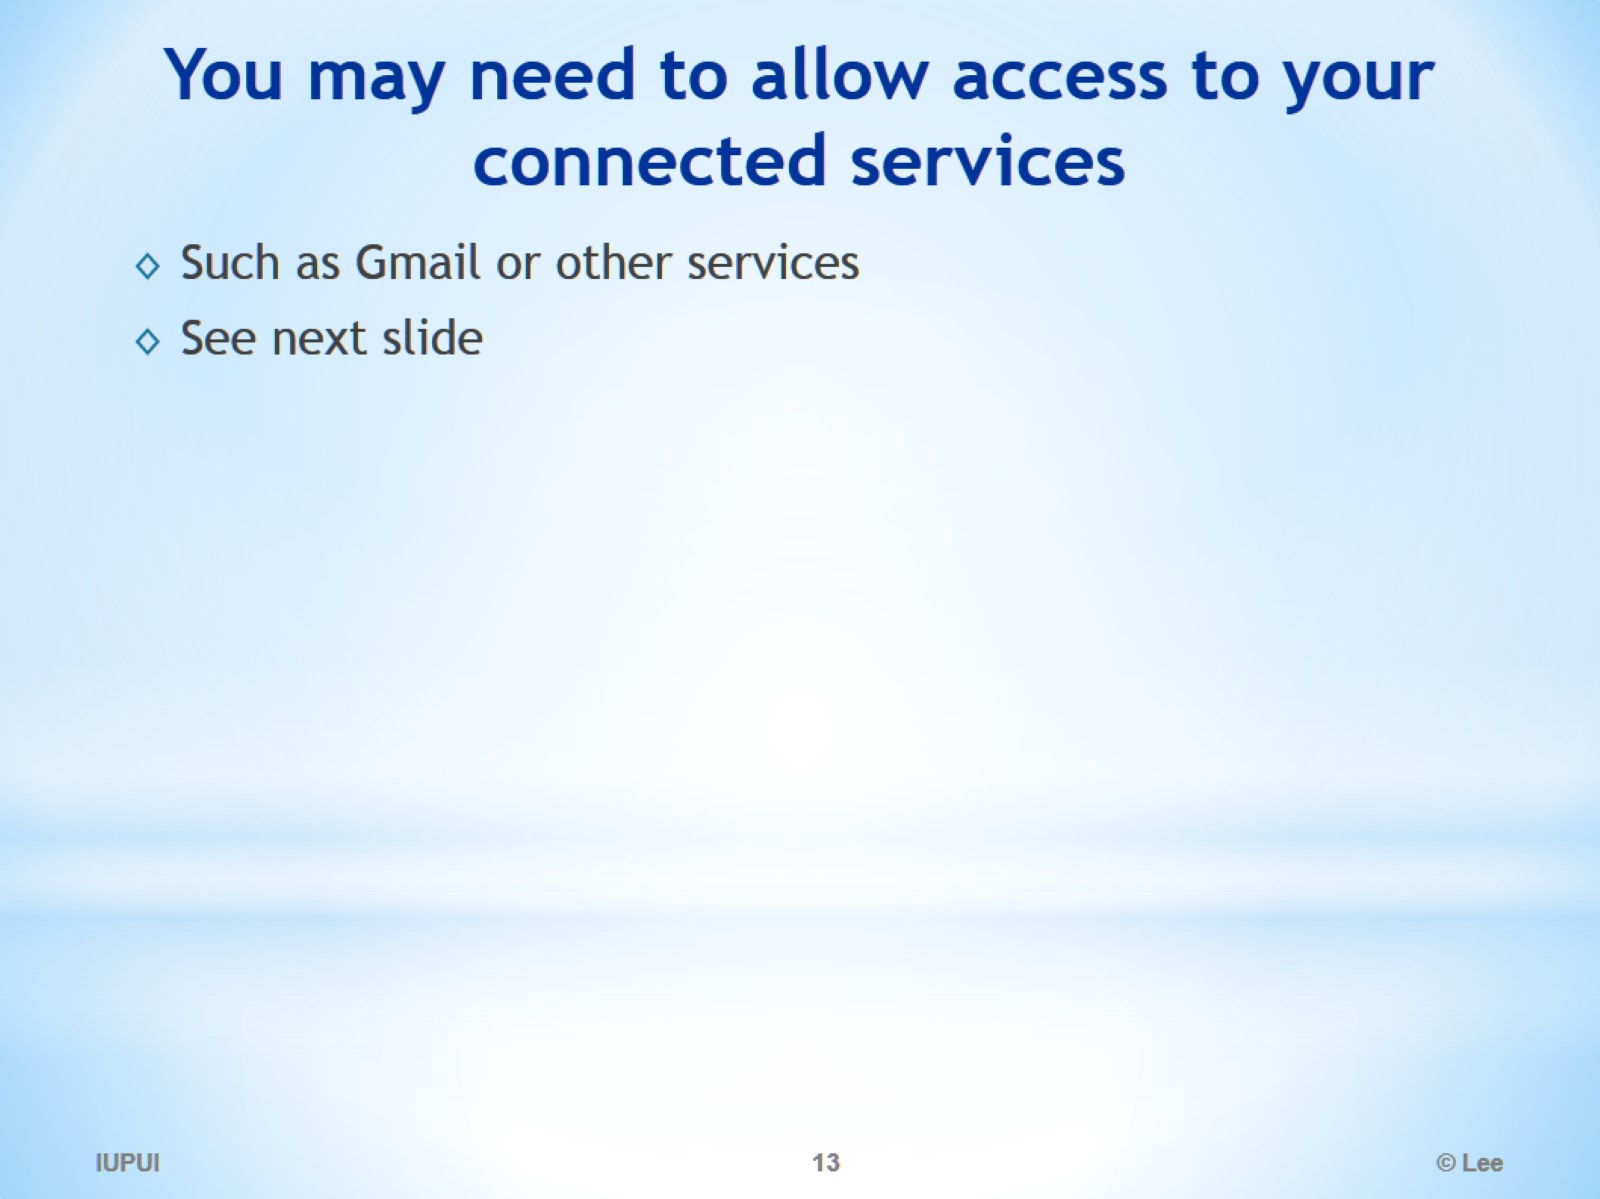 You may need to allow access to your
connected services
◇ Such as Gmail or other services
◇ See next slide
IUPUI
13
© Lee